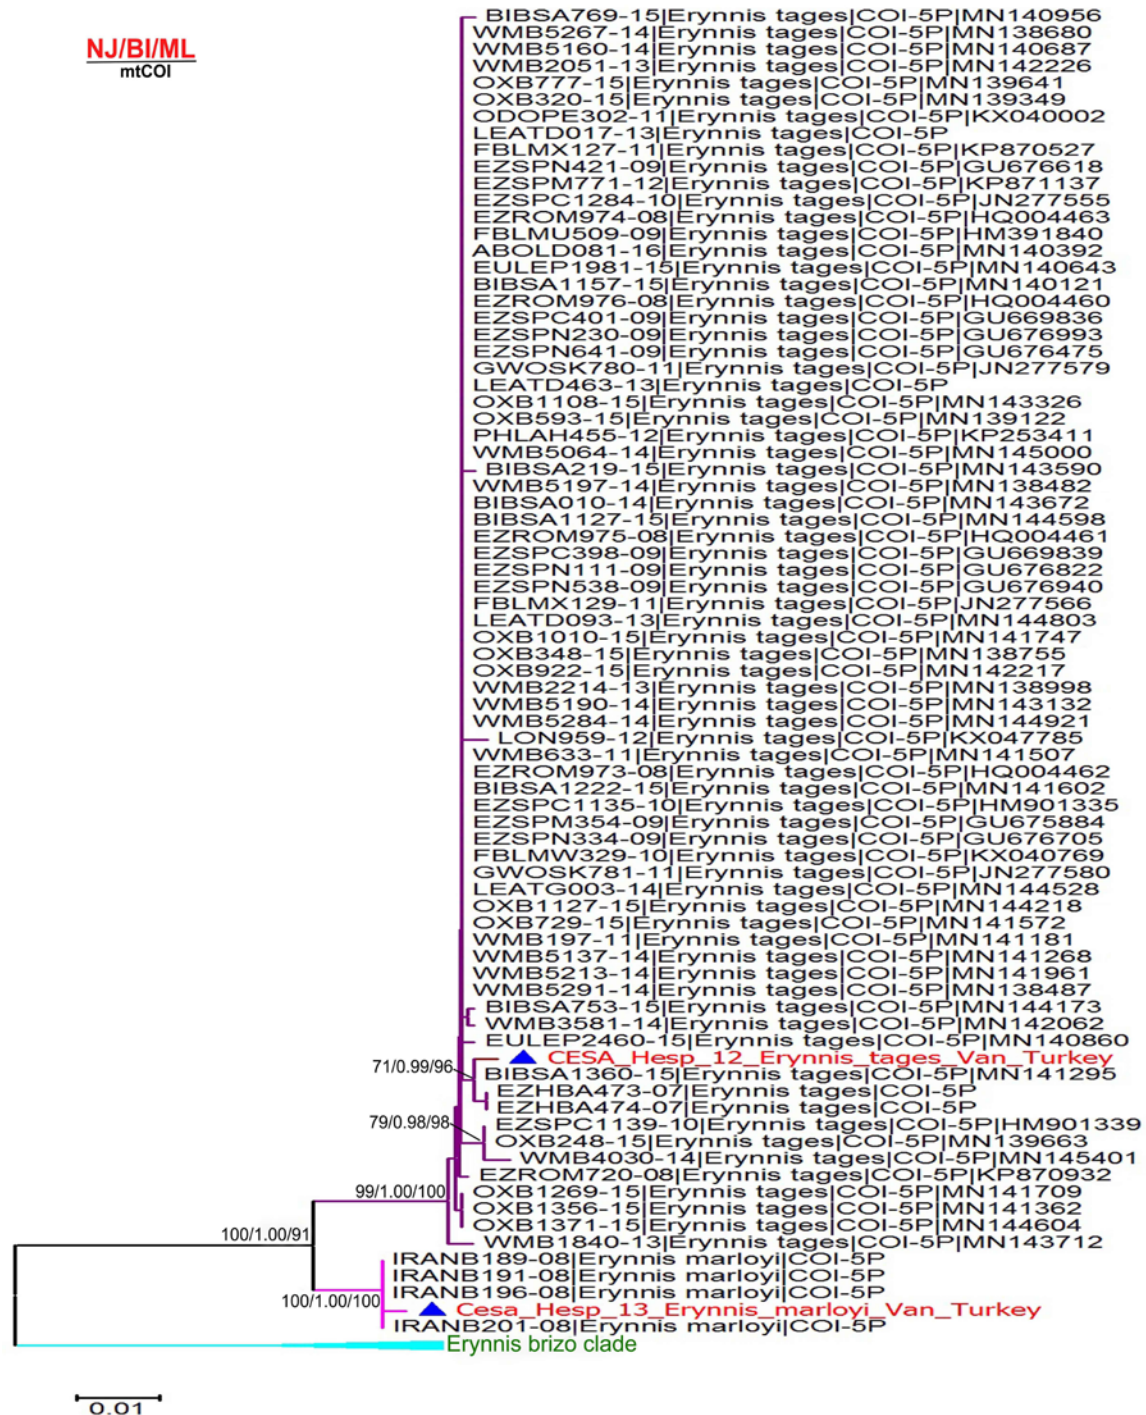 NJ/BI/ML
mtCOI
BIBSA769-15|Erynnis tages|COI-5P|MN140956
WMB5267-14|Erynnis tages|COI-5P|MN138680
WMB5160-14|Erynnis tages|COI-5P|MN140687
WMB2051-13|Erynnis tages|COI-5P|MN142226
OXB777-15|Erynnis tages|COI-5P|MN139641
OXB320-15|Erynnis tages|COI-5P|MN139349
ODOPE302-11|Erynnis tages|COI-5P|KX040002
LEATD017-13|Erynnis tages|COI-5P
FBLMX127-11|Erynnis tages|COI-5P|KP870527
EZSPN421-09|Erynnis tages|COI-5P|GU676618
EZSPM771-12|Erynnis tages|COI-5P|KP871137
EZSPC1284-10|Erynnis tages|COI-5P|JN277555
EZROM974-08|Erynnis tages|COI-5P|HQ004463
FBLMU509-09|Erynnis tages|COI-5P|HM391840
ABOLD081-16|Erynnis tages|COI-5P|MN140392
EULEP1981-15|Erynnis tages|COI-5P|MN140643
BIBSA1157-15|Erynnis tages|COI-5P|MN140121
EZROM976-08|Erynnis tages|COI-5P|HQ004460
EZSPC401-09|Erynnis tages|COI-5P|GU669836
EZSPN230-09|Erynnis tages|COI-5P|GU676993
EZSPN641-09|Erynnis tages|COI-5P|GU676475
GWOSK780-11|Erynnis tages|COI-5P|JN277579
LEATD463-13|Erynnis tages|COI-5P
OXB1108-15|Erynnis tages|COI-5P|MN143326
OXB593-15|Erynnis tages|COI-5P|MN139122
PHLAH455-12|Erynnis tages|COI-5P|KP253411
WMB5064-14|Erynnis tages|COI-5P|MN145000
BIBSA219-15|Erynnis tages|COI-5P|MN143590
WMB5197-14|Erynnis tages|COI-5P|MN138482
BIBSA010-14|Erynnis tages|COI-5P|MN143672
BIBSA1127-15|Erynnis tages|COI-5P|MN144598
EZROM975-08|Erynnis tages|COI-5P|HQ004461
EZSPC398-09|Erynnis tages|COI-5P|GU669839
EZSPN111-09|Erynnis tages|COI-5P|GU676822
EZSPN538-09|Erynnis tages|COI-5P|GU676940
FBLMX129-11|Erynnis tages|COI-5P|JN277566
LEATD093-13|Erynnis tages|COI-5P|MN144803
OXB1010-15|Erynnis tages|COI-5P|MN141747
OXB348-15|Erynnis tages|COI-5P|MN138755
OXB922-15|Erynnis tages|COI-5P|MN142217
WMB2214-13|Erynnis tages|COI-5P|MN138998
WMB5190-14|Erynnis tages|COI-5P|MN143132
WMB5284-14|Erynnis tages|COI-5P|MN144921
LON959-12|Erynnis tages|COI-5P|KX047785
WMB633-11|Erynnis tages|COI-5P|MN141507
EZROM973-08|Erynnis tages|COI-5P|HQ004462
BIBSA1222-15|Erynnis tages|COI-5P|MN141602
EZSPC1135-10|Erynnis tages|COI-5P|HM901335
EZSPM354-09|Erynnis tages|COI-5P|GU675884
EZSPN334-09|Erynnis tages|COI-5P|GU676705
FBLMW329-10|Erynnis tages|COI-5P|KX040769
GWOSK781-11|Erynnis tages|COI-5P|JN277580
LEATG003-14|Erynnis tages|COI-5P|MN144528
OXB1127-15|Erynnis tages|COI-5P|MN144218
OXB729-15|Erynnis tages|COI-5P|MN141572
WMB197-11|Erynnis tages|COI-5P|MN141181
WMB5137-14|Erynnis tages|COI-5P|MN141268
WMB5213-14|Erynnis tages|COI-5P|MN141961
WMB5291-14|Erynnis tages|COI-5P|MN138487
BIBSA753-15|Erynnis tages|COI-5P|MN144173
WMB3581-14|Erynnis tages|COI-5P|MN142062
EULEP2460-15|Erynnis tages|COI-5P|MN140860
CESA_Hesp_12_Erynnis_tages_Van_Turkey
71/0.99/96
BIBSA1360-15|Erynnis tages|COI-5P|MN141295
EZHBA473-07|Erynnis tages|COI-5P
EZHBA474-07|Erynnis tages|COI-5P
79/0.98/98
EZSPC1139-10|Erynnis tages|COI-5P|HM901339
OXB248-15|Erynnis tages|COI-5P|MN139663
WMB4030-14|Erynnis tages|COI-5P|MN145401
EZROM720-08|Erynnis tages|COI-5P|KP870932
99/1.00/100
OXB1269-15|Erynnis tages|COI-5P|MN141709
OXB1356-15|Erynnis tages|COI-5P|MN141362
OXB1371-15|Erynnis tages|COI-5P|MN144604
100/1.00/91
WMB1840-13|Erynnis tages|COI-5P|MN143712
IRANB189-08|Erynnis marloyi|COI-5P
IRANB191-08|Erynnis marloyi|COI-5P
IRANB196-08|Erynnis marloyi|COI-5P
100/1.00/100
Cesa_Hesp_13_Erynnis_marloyi_Van_Turkey
IRANB201-08|Erynnis marloyi|COI-5P
Erynnis brizo clade
0.01